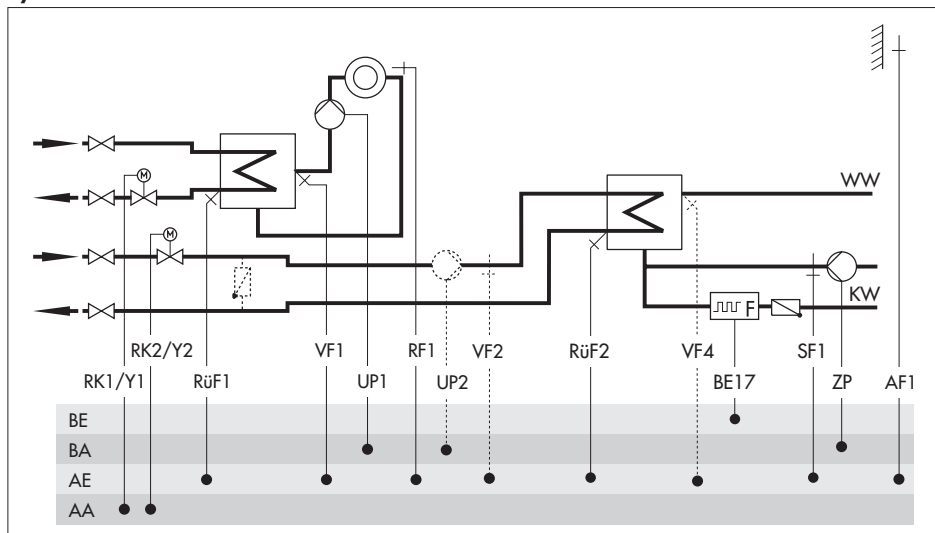 M
M
WW
KW
F
RK2/Y2 VF1 RF1 VF2 RüF2 VF4 SF1
RK1/Y1 RüF1 UP1 UP2 BE17 ZP AF1
BE
BA
AE
AA